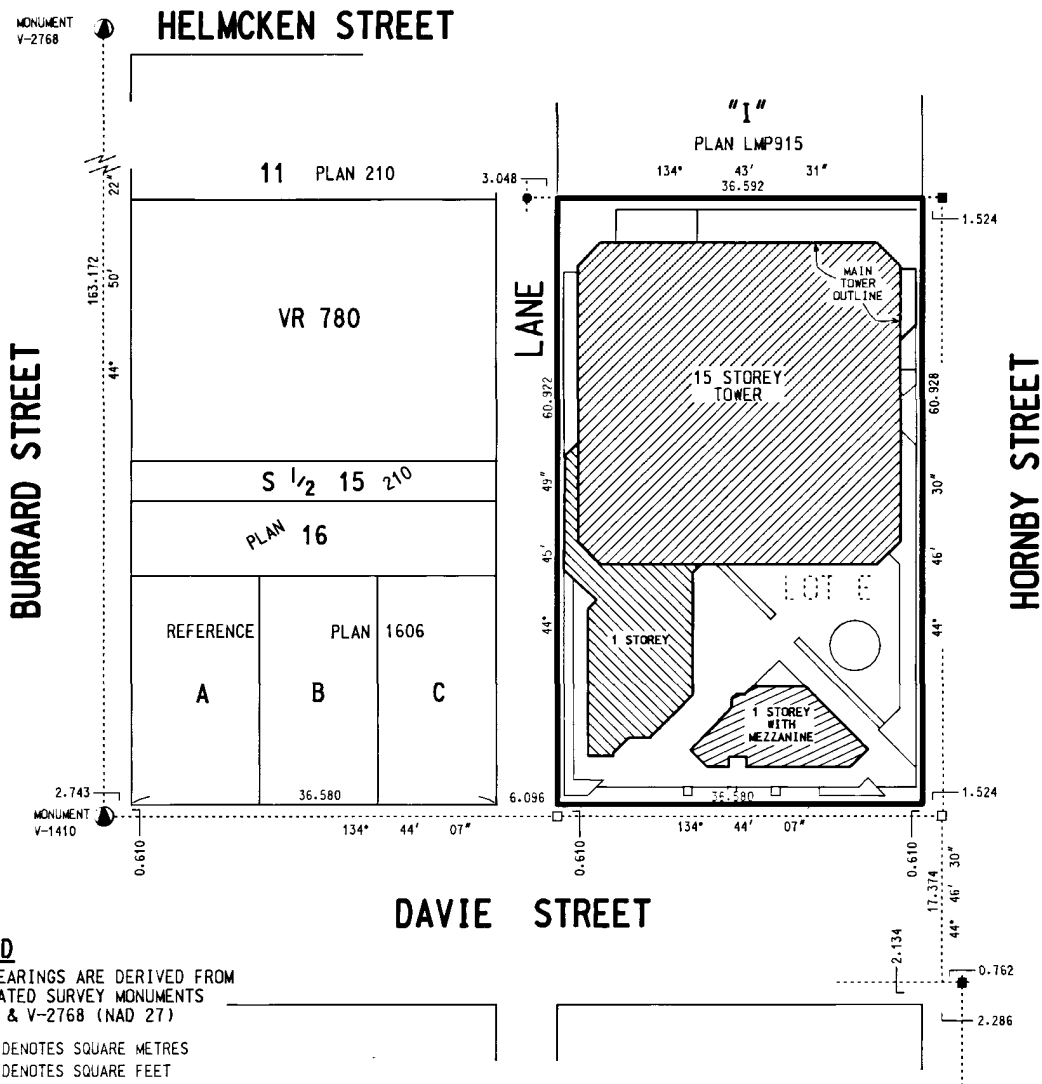 MONUMENT
V-2768
HELMCKEN STREET
"I"
PLAN LMP915
134° 43' 31"
36.592
11 PLAN 210
3.048
1.524
22"
163.172
50'
44°
VR 780
LANE
MAIN
TOWER
OUTLINE
15 STOREY
TOWER
60.922
49"
45'
44°
60.928
30"
46'
44°
BURRARD STREET
HORNBY STREET
S 1/2 15 210
PLAN 16
LOT E
REFERENCE PLAN 1606
A B C
1 STOREY
1 STOREY
WITH
MEZZANINE
2.743
36.580
6.096
36.580
1.524
MONUMENT
V-1410
134° 44' 07"
134° 44' 07"
0.610
0.610
0.610
17.374
30"
46'
44°
DAVIE STREET
2.134
0.762
2.286
D
EARINGS ARE DERIVED FROM
ATED SURVEY MONUMENTS
& V-2768 (NAD 27)
DENOTES SQUARE METRES
DENOTES SQUARE FEET